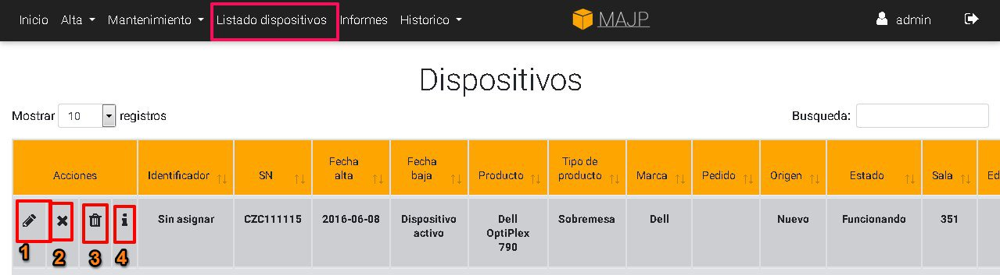 Inicio Alta Mantenimiento Listado dispositivos Informes Historico MAJP admin
Dispositivos
Mostrar 10 registros Busqueda:
Acciones Identificador SN Fecha alta Fecha baja Producto Tipo de producto Marca Pedido Origen Estado Sala Ed
Sin asignar CZC111115 2016-06-08 Dispositivo activo Dell OptiPlex 790 Sobremesa Dell Nuevo Funcionando 351
1 2 3 4